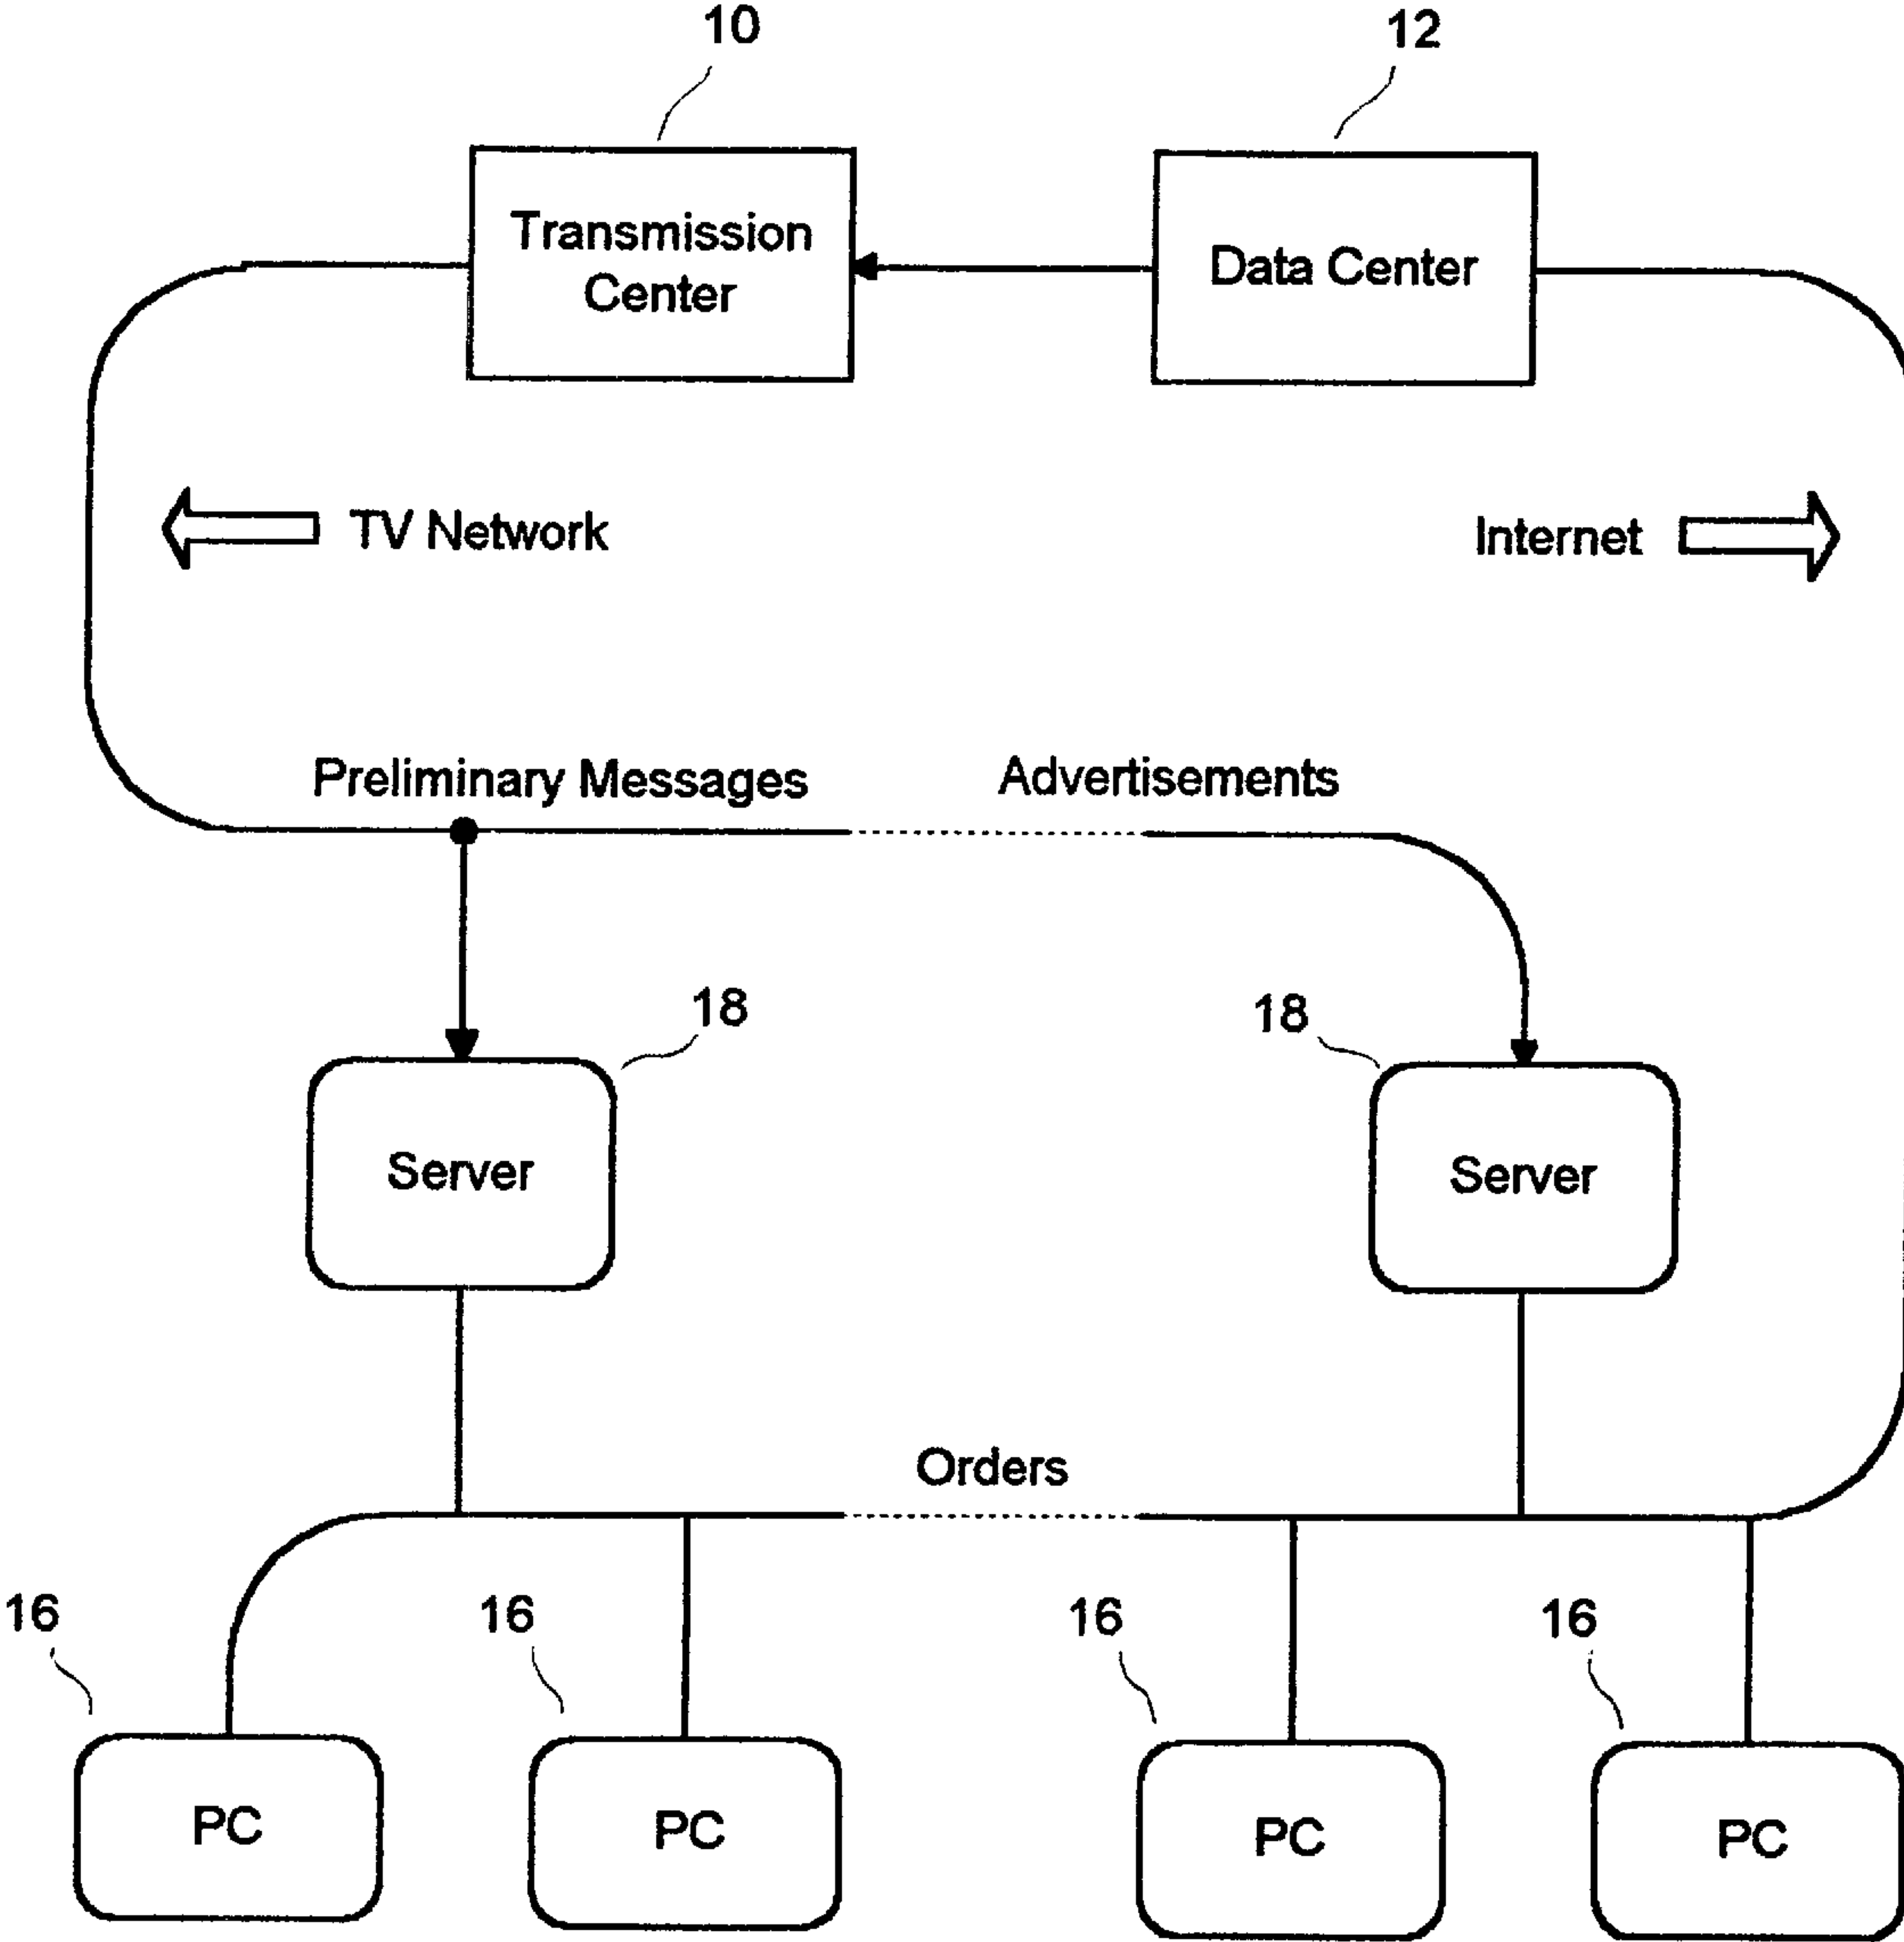 10
12
Transmission
Center
Data Center
TV Network
Internet
Preliminary Messages
Advertisements
18
18
Server
Server
Orders
16
16
16
16
PC
PC
PC
PC